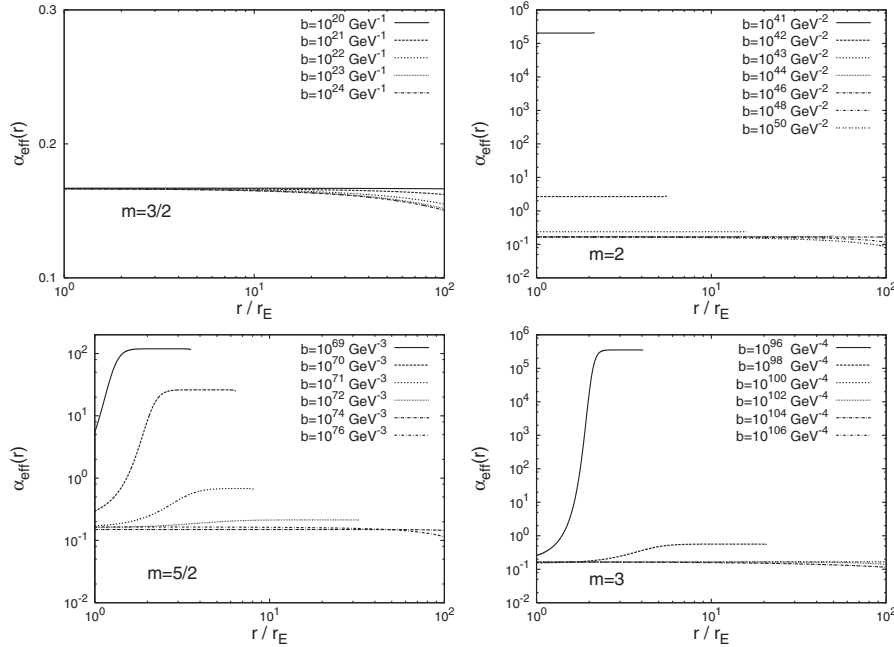 0.3
0.2
0.1
α_eff(r)
b=10^20 GeV^-1
b=10^21 GeV^-1
b=10^22 GeV^-1
b=10^23 GeV^-1
b=10^24 GeV^-1
m=3/2
10^0 10^1 10^2
r / r_E
10^6
10^5
10^4
10^3
10^2
10^1
10^0
10^-1
10^-2
α_eff(r)
b=10^41 GeV^-2
b=10^42 GeV^-2
b=10^43 GeV^-2
b=10^44 GeV^-2
b=10^46 GeV^-2
b=10^48 GeV^-2
b=10^50 GeV^-2
m=2
10^0 10^1 10^2
r / r_E
10^2
10^1
10^0
10^-1
10^-2
α_eff(r)
b=10^69 GeV^-3
b=10^70 GeV^-3
b=10^71 GeV^-3
b=10^72 GeV^-3
b=10^74 GeV^-3
b=10^76 GeV^-3
m=5/2
10^0 10^1 10^2
r / r_E
10^6
10^5
10^4
10^3
10^2
10^1
10^0
10^-1
10^-2
α_eff(r)
b=10^96 GeV^-4
b=10^98 GeV^-4
b=10^100 GeV^-4
b=10^102 GeV^-4
b=10^104 GeV^-4
b=10^106 GeV^-4
m=3
10^0 10^1 10^2
r / r_E